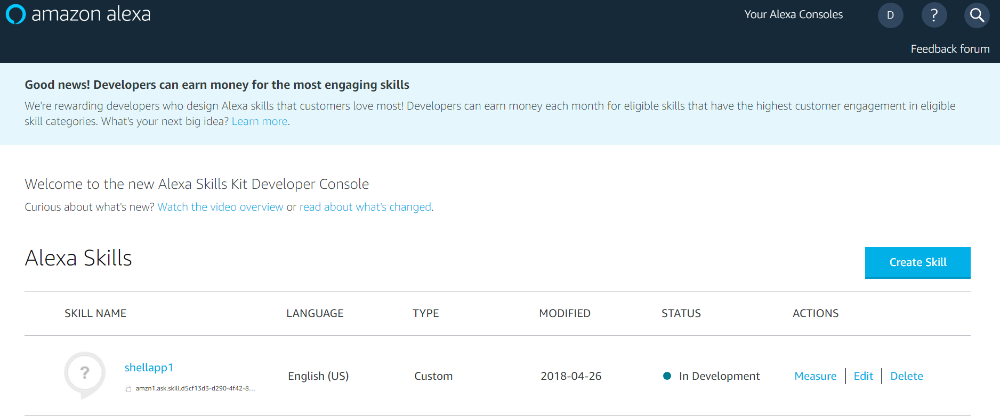 amazon alexa
Your Alexa Consoles
D
?
Feedback forum
Good news! Developers can earn money for the most engaging skills
We're rewarding developers who design Alexa skills that customers love most! Developers can earn money each month for eligible skills that have the highest customer engagement in eligible
skill categories. What's your next big idea? Learn more.
Welcome to the new Alexa Skills Kit Developer Console
Curious about what's new? Watch the video overview or read about what's changed.
Alexa Skills
Create Skill
SKILL NAME LANGUAGE TYPE MODIFIED STATUS ACTIONS
?
shellapp1
English (US) Custom 2018-04-26 In Development Measure Edit Delete
amzn1.ask.skill.d5cf13d3-d290-4f42-8...